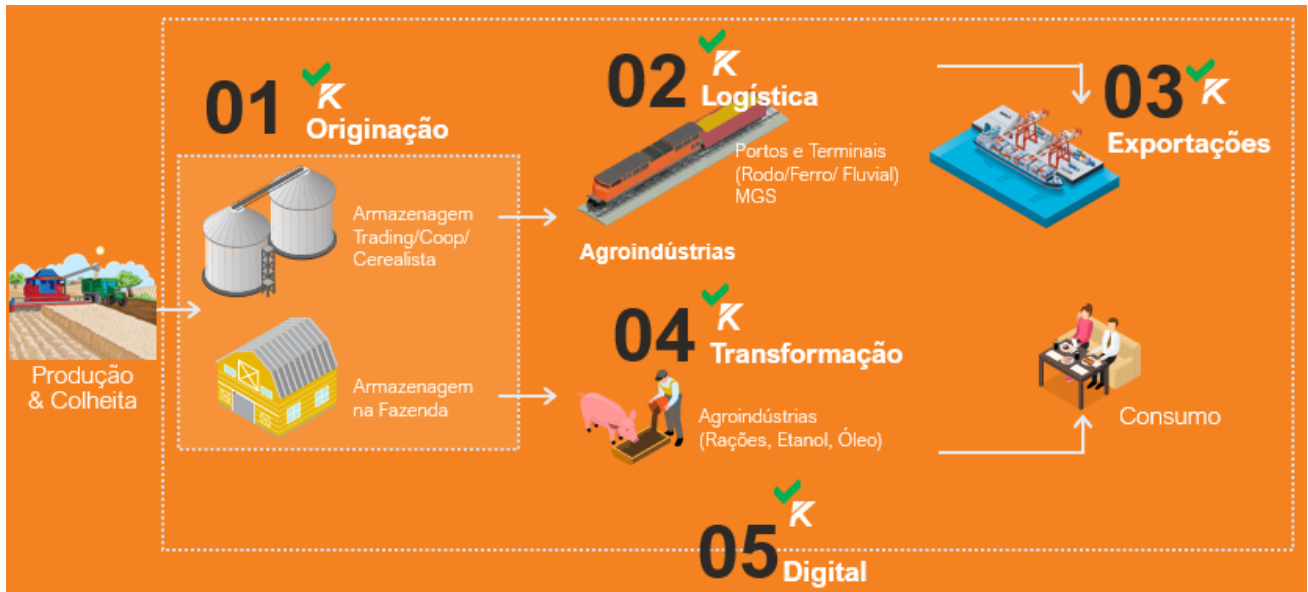 01
Originação
Armazenagem
Trading/Coop/
Cerealista
Armazenagem
na Fazenda
Produção
& Colheita
02
Logística
Portos e Terminais
(Rodo/Ferro/ Fluvial)
MGS
Agroindústrias
03
Exportações
04
Transformação
Agroindústrias
(Rações, Etanol, Óleo)
Consumo
05
Digital